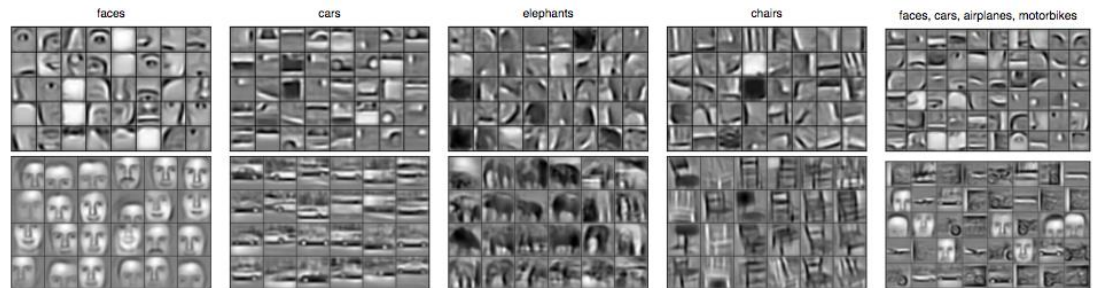 faces
cars
elephants
chairs
faces, cars, airplanes, motorbikes